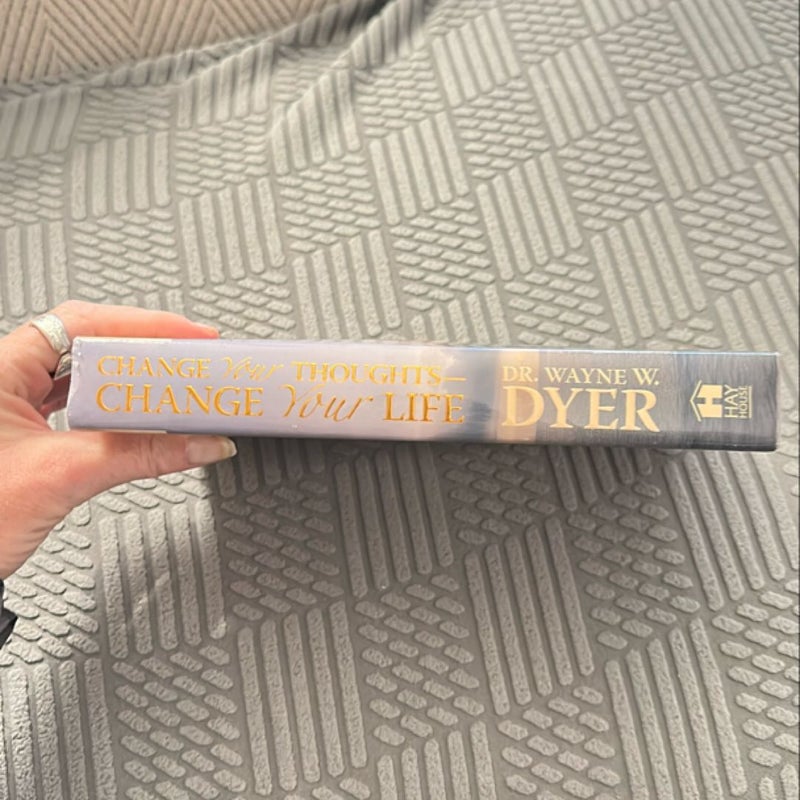 CHANGE Your THOUGHTS—
CHANGE Your LIFE
DR. WAYNE W.
DYER
HAY
HOUSE